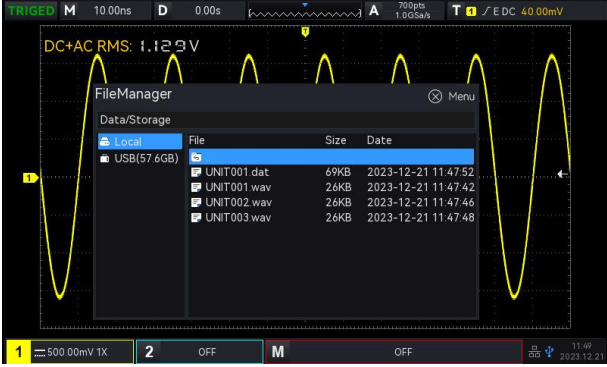 TRIGED M 10.00ns D 0.00s A 700pts 1.0GSa/s T 1 E DC 40.00mV
T
DC+AC RMS: 1.129V
FileManager Menu
Data/Storage
Local File Size Date
USB(57.6GB) ..
UNIT001.dat 69KB 2023-12-21 11:47:52
UNIT001.wav 26KB 2023-12-21 11:47:42
UNIT002.wav 26KB 2023-12-21 11:47:46
UNIT003.wav 26KB 2023-12-21 11:47:48
1
1 500.00mV 1X 2 OFF M OFF 11:49
2023.12.21